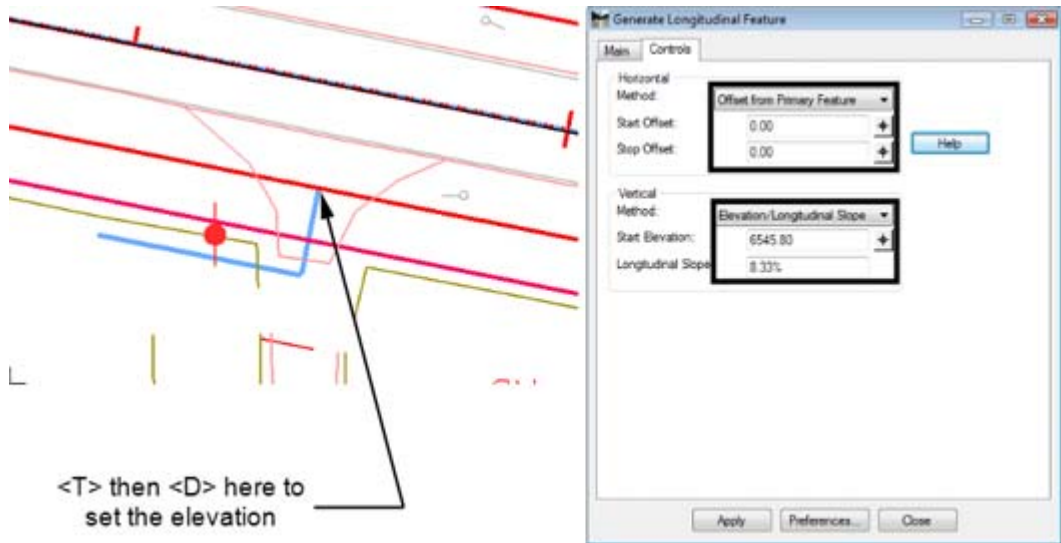 Generate Longitudinal Feature
Main Controls
Horizontal
Method: Offset from Primary Feature
Start Offset: 0.00
Stop Offset: 0.00
Help
Vertical
Method: Elevation/Longitudinal Slope
Start Elevation: 6545.80
Longitudinal Slope 8.33%
<T> then <D> here to
set the elevation
Apply Preferences... Close